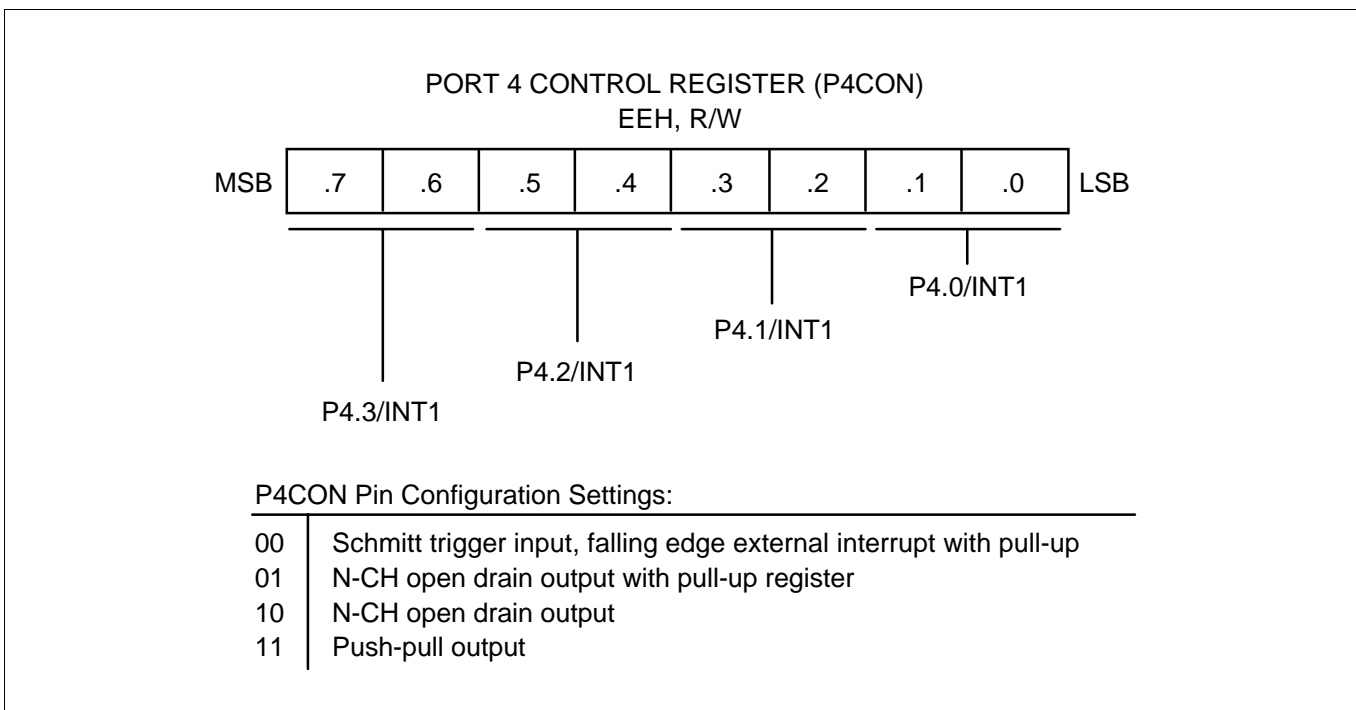 PORT 4 CONTROL REGISTER (P4CON)
EEH, R/W
MSB .7 .6 .5 .4 .3 .2 .1 .0 LSB
P4.0/INT1
P4.1/INT1
P4.2/INT1
P4.3/INT1
P4CON Pin Configuration Settings:
00 Schmitt trigger input, falling edge external interrupt with pull-up
01 N-CH open drain output with pull-up register
10 N-CH open drain output
11 Push-pull output